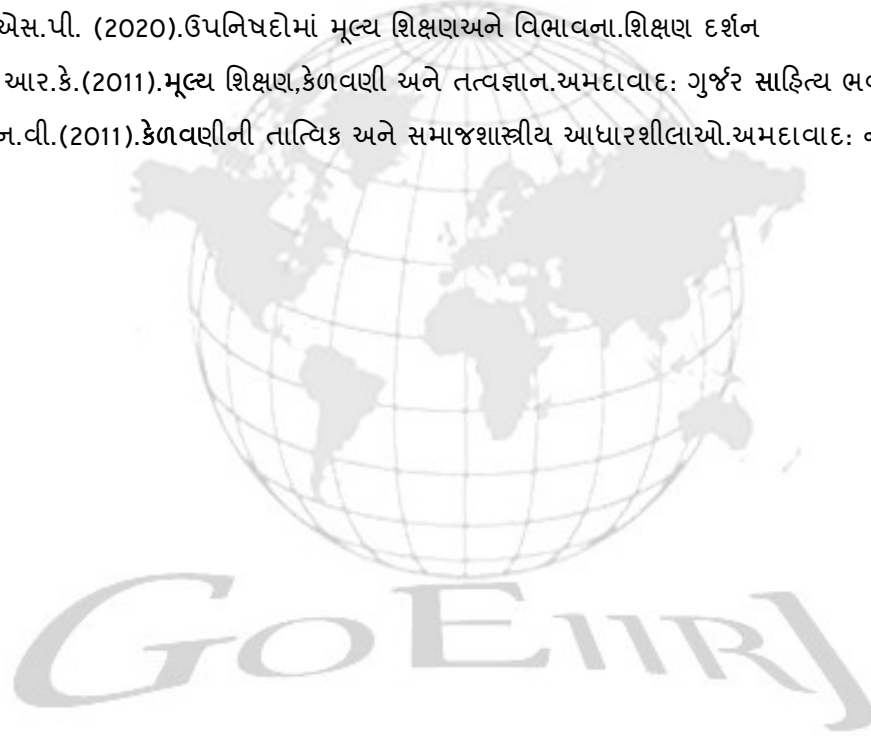 એસ.પી. (2020).ઉપનિષદોમાં મૂલ્ય શિક્ષણઅને વિભાવના.શિક્ષણ દર્શન
આર.કે.(2011).મૂલ્ય શિક્ષણ,કેળવણી અને તત્વજ્ઞાન.અમદાવાદ: ગુર્જર સાહિત્ય
વી.(2011).કેળવણીની તાત્વિક અને સમાજશાસ્ત્રીય આધારશીલાઓ.અમદાવાદ:
GOEIIRJ